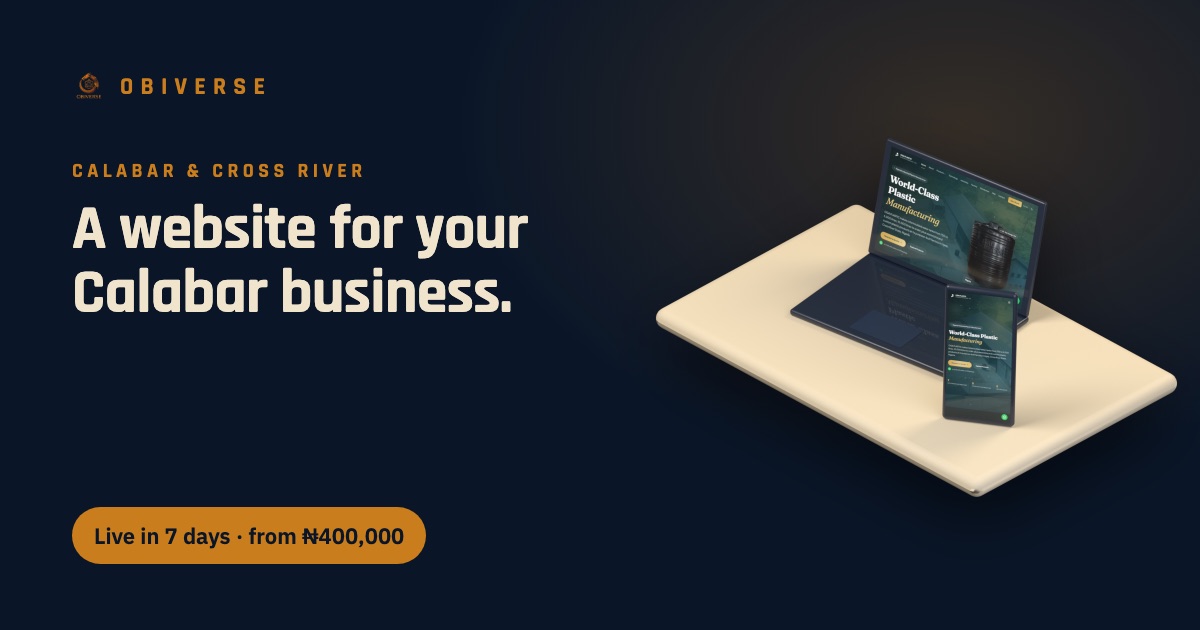 OBIVERSE
OBIVERSE
CALABAR & CROSS RIVER
A website for your
Calabar business.
Live in 7 days · from ₦400,000
World-Class
Plastic
Manufacturing
World-Class Plastic
Manufacturing